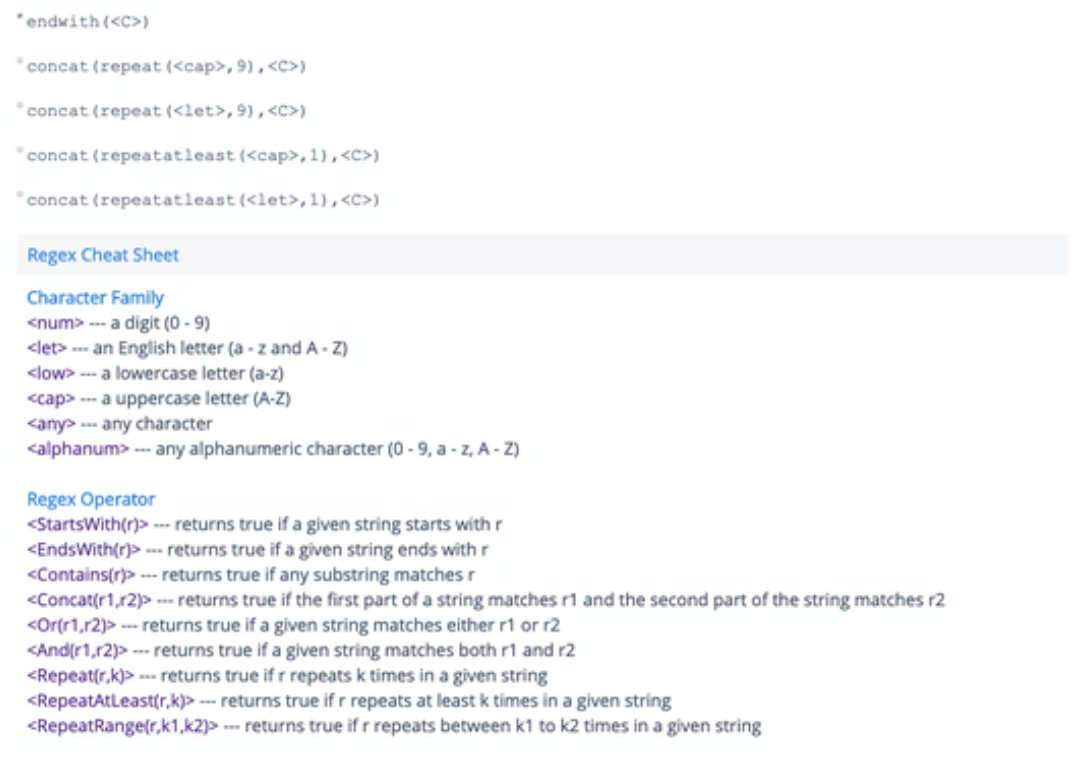 endwith(<C>)
concat(repeat(<cap>,9),<C>)
concat(repeat(<let>,9),<C>)
concat(repeatatleast(<cap>,1),<C>)
concat(repeatatleast(<let>,1),<C>)
Regex Cheat Sheet
Character Family
<num> --- a digit (0 - 9)
<let> --- an English letter (a - z and A - Z)
<low> --- a lowercase letter (a-z)
<cap> --- a uppercase letter (A-Z)
<any> --- any character
<alphanum> --- any alphanumeric character (0 - 9, a - z, A - Z)
Regex Operator
<StartsWith(r)> --- returns true if a given string starts with r
<EndsWith(r)> --- returns true if a given string ends with r
<Contains(r)> --- returns true if any substring matches r
<Concat(r1,r2)> --- returns true if the first part of a string matches r1 and the second part of the string matches r2
<Or(r1,r2)> --- returns true if a given string matches either r1 or r2
<And(r1,r2)> --- returns true if a given string matches both r1 and r2
<Repeat(r,k)> --- returns true if r repeats k times in a given string
<RepeatAtLeast(r,k)> --- returns true if r repeats at least k times in a given string
<RepeatRange(r,k1,k2)> --- returns true if r repeats between k1 to k2 times in a given string